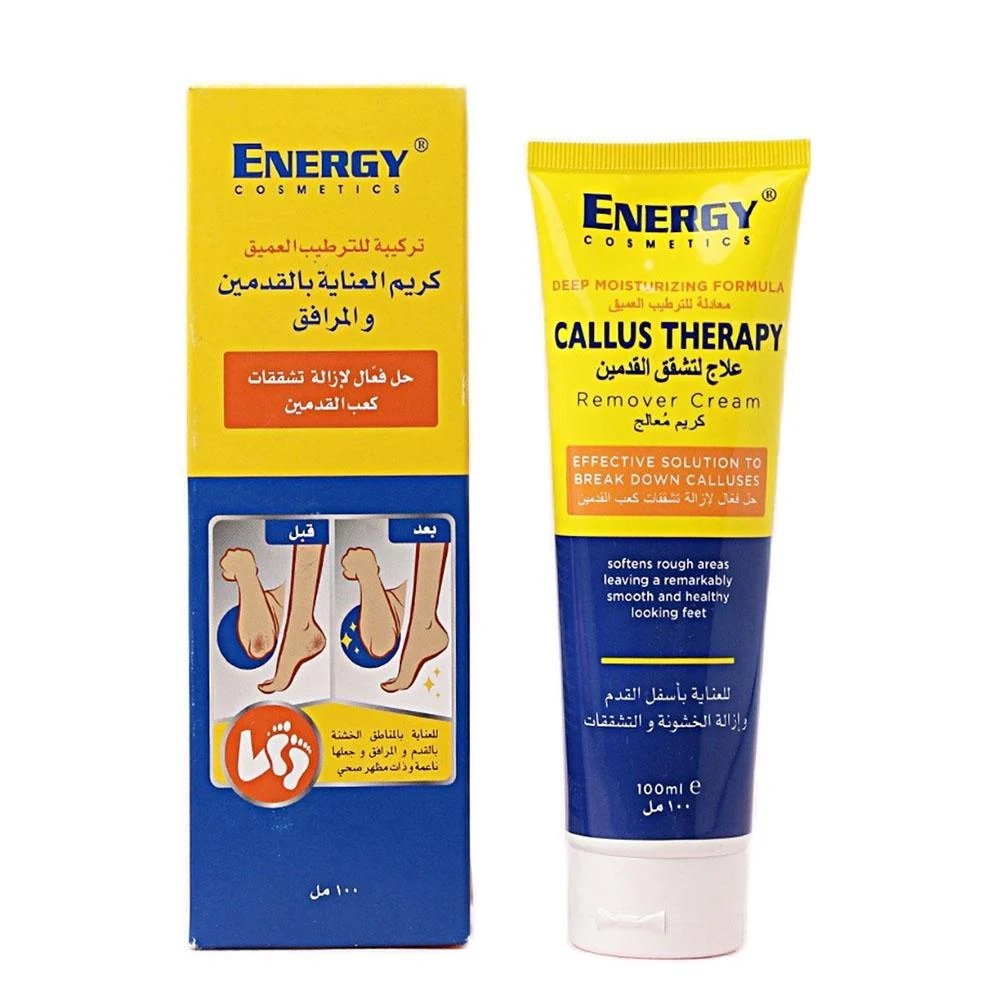 ENERGY®
COSMETICS
تركيبة للترطيب العميق
كريم العناية بالقدمين
و المرافق
حل فعّال لإزالة تشققات
كعب القدمين
قبل
بعد
للعناية بالمناطق الخشنة
بالقدم و المرافق و جعلها
ناعمة وذات مظهر صحي
١٠٠ مل
ENERGY®
COSMETICS
DEEP MOISTURIZING FORMULA
معادلة للترطيب العميق
CALLUS THERAPY
علاج لتشقق القدمين
Remover Cream
كريم مُعالج
EFFECTIVE SOLUTION TO
BREAK DOWN CALLUSES
حل فعّال لإزالة تشققات كعب القدمين
softens rough areas
leaving a remarkably
smooth and healthy
looking feet
للعناية بأسفل القدم
وإزالة الخشونة و التشققات
100ml ℮
١٠٠ مل